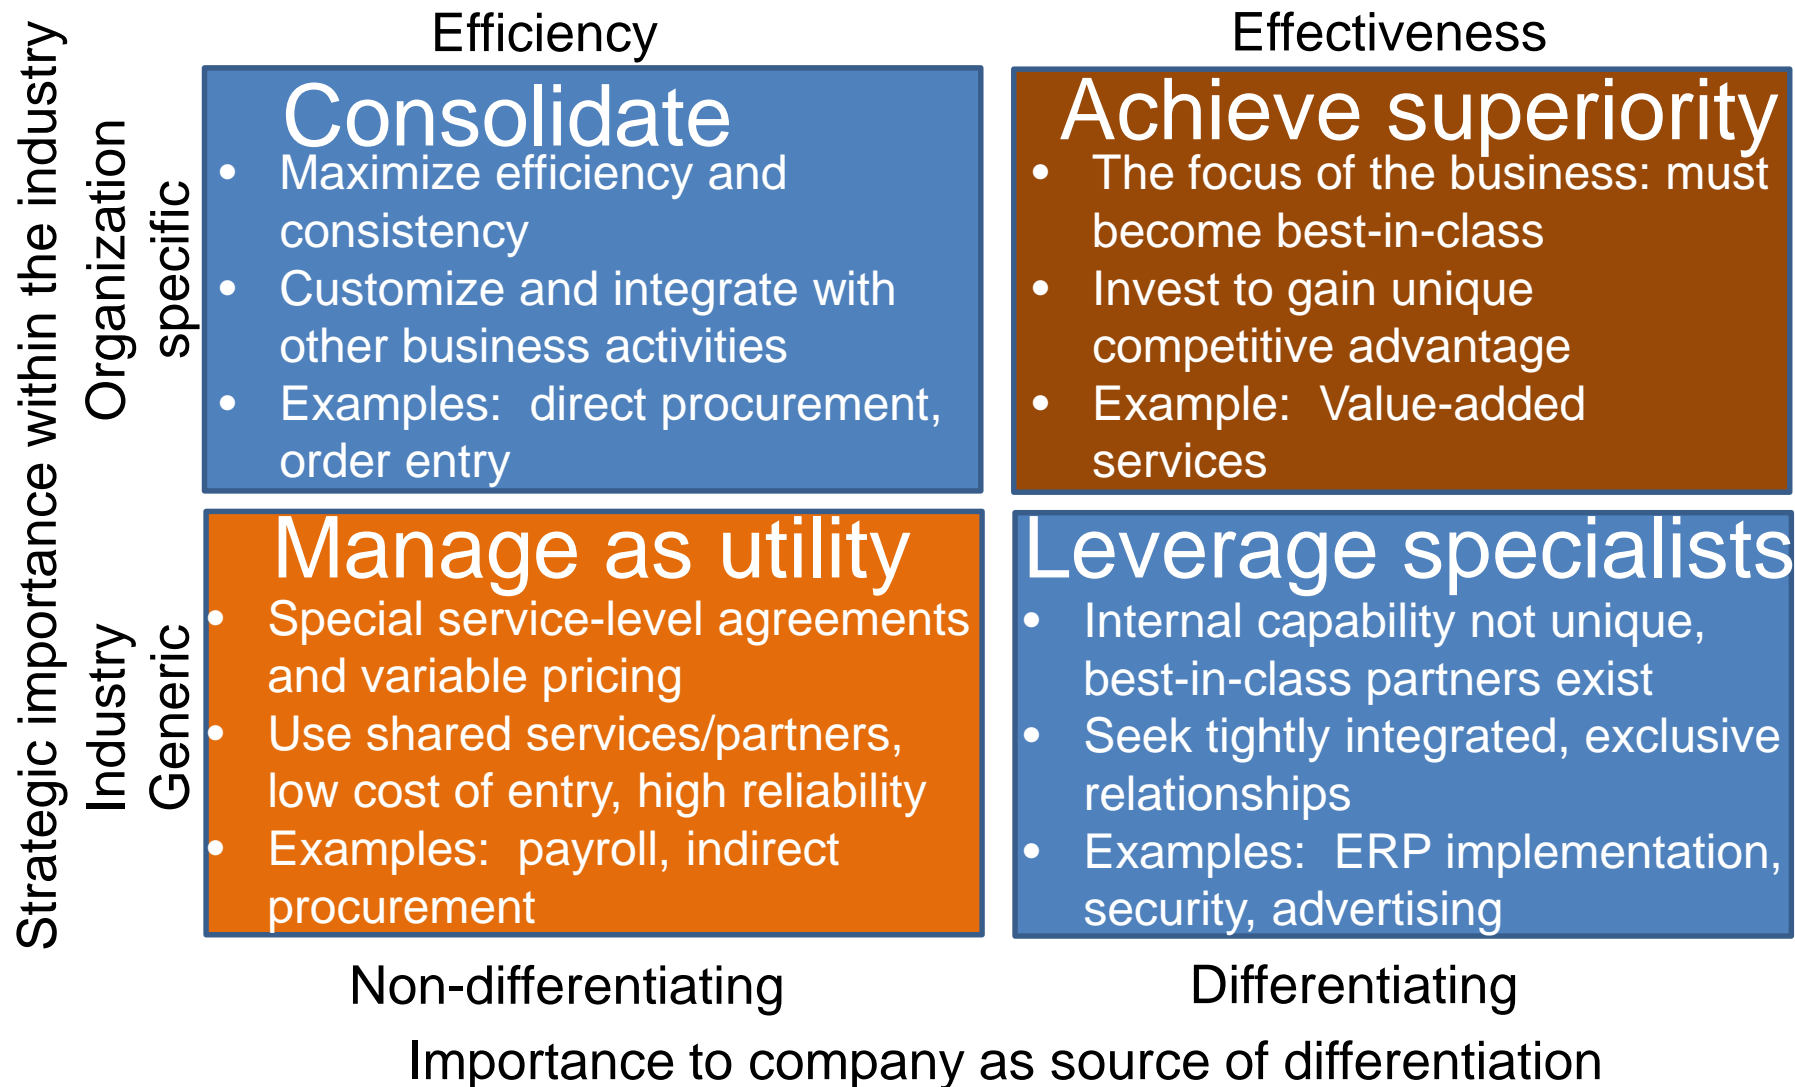 Efficiency
Effectiveness
Strategic importance within the industry
Organization
specific
Consolidate
• Maximize efficiency and
consistency
• Customize and integrate with
other business activities
• Examples:  direct procurement,
order entry
Achieve superiority
• The focus of the business: must
become best-in-class
• Invest to gain unique
competitive advantage
• Example:  Value-added
services
Industry
Generic
Manage as utility
• Special service-level agreements
and variable pricing
• Use shared services/partners,
low cost of entry, high reliability
• Examples:  payroll, indirect
procurement
Leverage specialists
• Internal capability not unique,
best-in-class partners exist
• Seek tightly integrated, exclusive
relationships
• Examples:  ERP implementation,
security, advertising
Non-differentiating
Differentiating
Importance to company as source of differentiation